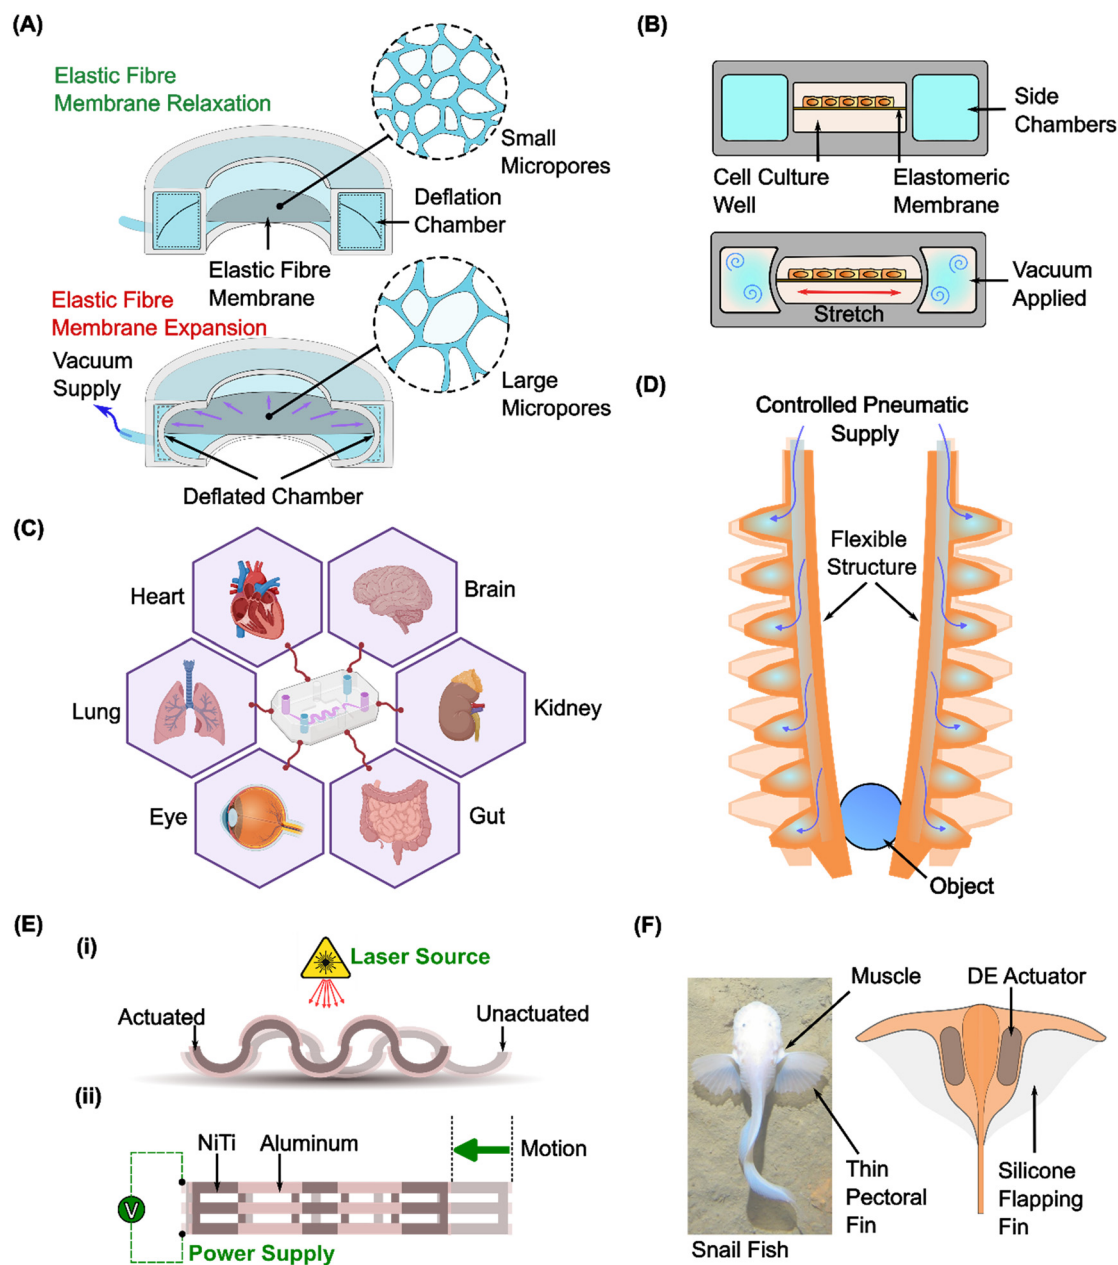 (A)
Elastic Fibre
Membrane Relaxation
Small
Micropores
Deflation
Chamber
Elastic Fibre
Membrane
Elastic Fibre
Membrane Expansion
Vacuum
Supply
Large
Micropores
Deflated Chamber
(B)
Side
Chambers
Cell Culture
Well
Elastomeric
Membrane
Vacuum
Applied
Stretch
(C)
Heart
Brain
Lung
Kidney
Eye
Gut
(D)
Controlled Pneumatic
Supply
Flexible
Structure
Object
(E)
(i)
Laser Source
Actuated
Unactuated
(ii)
NiTi
Aluminum
Motion
V
Power Supply
(F)
Muscle
DE Actuator
Thin
Pectoral
Fin
Silicone
Flapping
Fin
Snail Fish